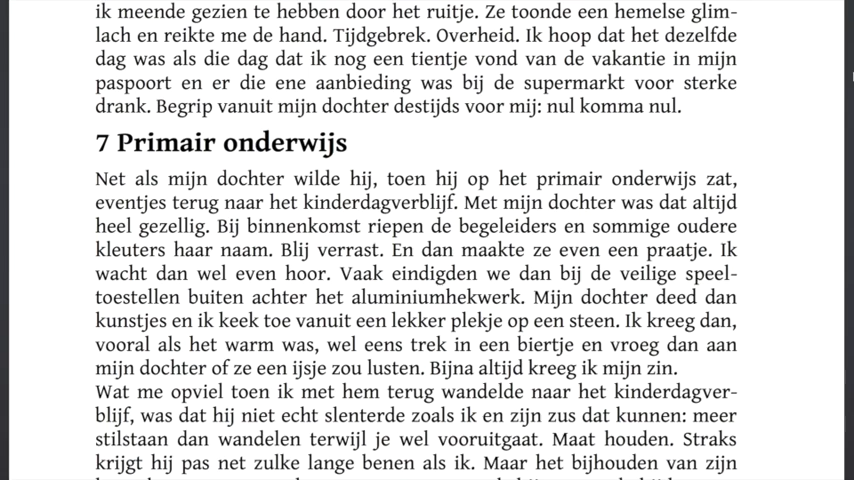 ik meende gezien te hebben door het ruitje. Ze toonde een hemelse glim-
lach en reikte me de hand. Tijdgebrek. Overheid. Ik hoop dat het dezelfde
dag was als die dag dat ik nog een tientje vond van de vakantie in mijn
paspoort en er die ene aanbieding was bij de supermarkt voor sterke
drank. Begrip vanuit mijn dochter destijds voor mij: nul komma nul.
7 Primair onderwijs
Net als mijn dochter wilde hij, toen hij op het primair onderwijs zat,
eventjes terug naar het kinderdagverblijf. Met mijn dochter was dat altijd
heel gezellig. Bij binnenkomst riepen de begeleiders en sommige oudere
kleuters haar naam. Blij verrast. En dan maakte ze even een praatje. Ik
wacht dan wel even hoor. Vaak eindigden we dan bij de veilige speel-
toestellen buiten achter het aluminiumhekwerk. Mijn dochter deed dan
kunstjes en ik keek toe vanuit een lekker plekje op een steen. Ik kreeg dan,
vooral als het warm was, wel eens trek in een biertje en vroeg dan aan
mijn dochter of ze een ijsje zou lusten. Bijna altijd kreeg ik mijn zin.
Wat me opviel toen ik met hem terug wandelde naar het kinderdagver-
blijf, was dat hij niet echt slenterde zoals ik en zijn zus dat kunnen: meer
stilstaan dan wandelen terwijl je wel vooruitgaat. Maat houden. Straks
krijgt hij pas net zulke lange benen als ik. Maar het bijhouden van zijn